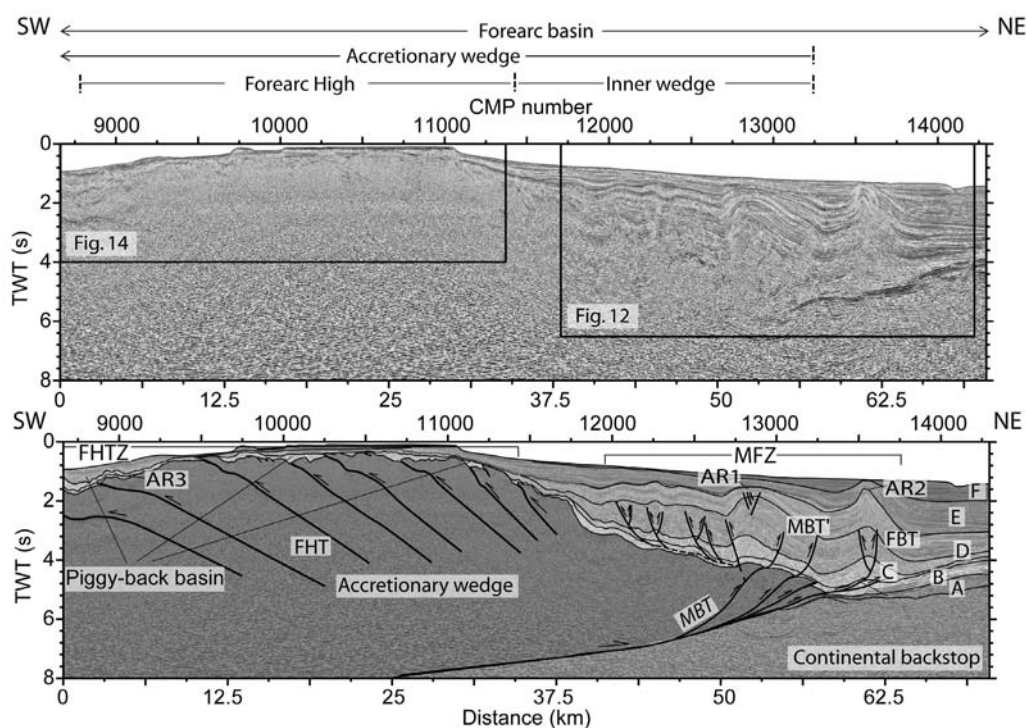 SW Forearc basin NE
Accretionary wedge
Forearc High Inner wedge
CMP number
9000 10000 11000 12000 13000 14000
0
2
4
6
8
TWT (s)
Fig. 14
Fig. 12
0 12.5 25 37.5 50 62.5
SW NE
9000 10000 11000 12000 13000 14000
0
2
4
6
8
TWT (s)
FHTZ MFZ
AR3 AR1 AR2 F
E
MBT' FBT
FHT D
C B
A
Piggy-back basin Accretionary wedge
MBT
Continental backstop
0 12.5 25 37.5 50 62.5
Distance (km)